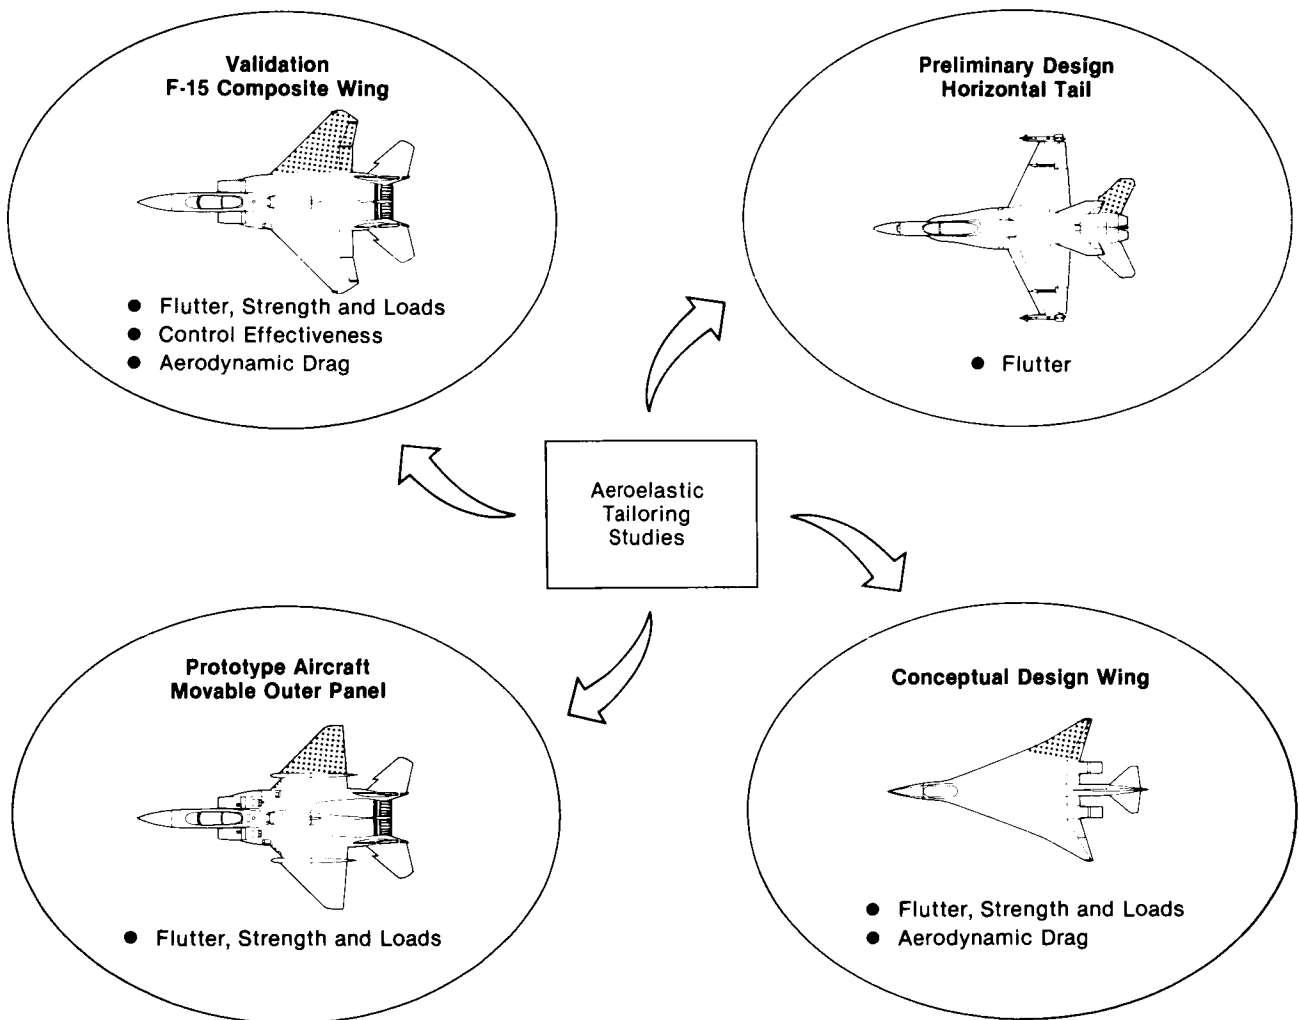 Validation
F-15 Composite Wing
● Flutter, Strength and Loads
● Control Effectiveness
● Aerodynamic Drag
Preliminary Design
Horizontal Tail
● Flutter
Aeroelastic
Tailoring
Studies
Prototype Aircraft
Movable Outer Panel
● Flutter, Strength and Loads
Conceptual Design Wing
● Flutter, Strength and Loads
● Aerodynamic Drag